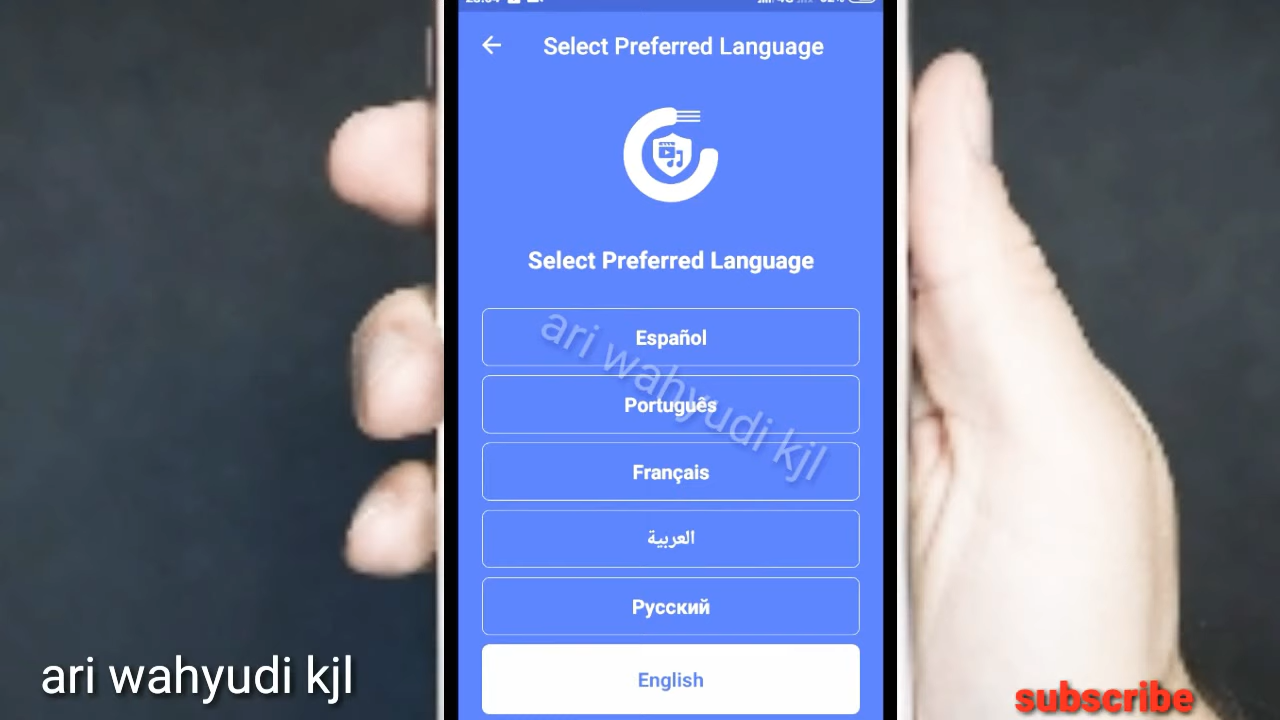 Select Preferred Language
Select Preferred Language
Español
Português
Français
العربية
Русский
English
ari wahyudi kjl
ari wahyudi kjl
subscribe